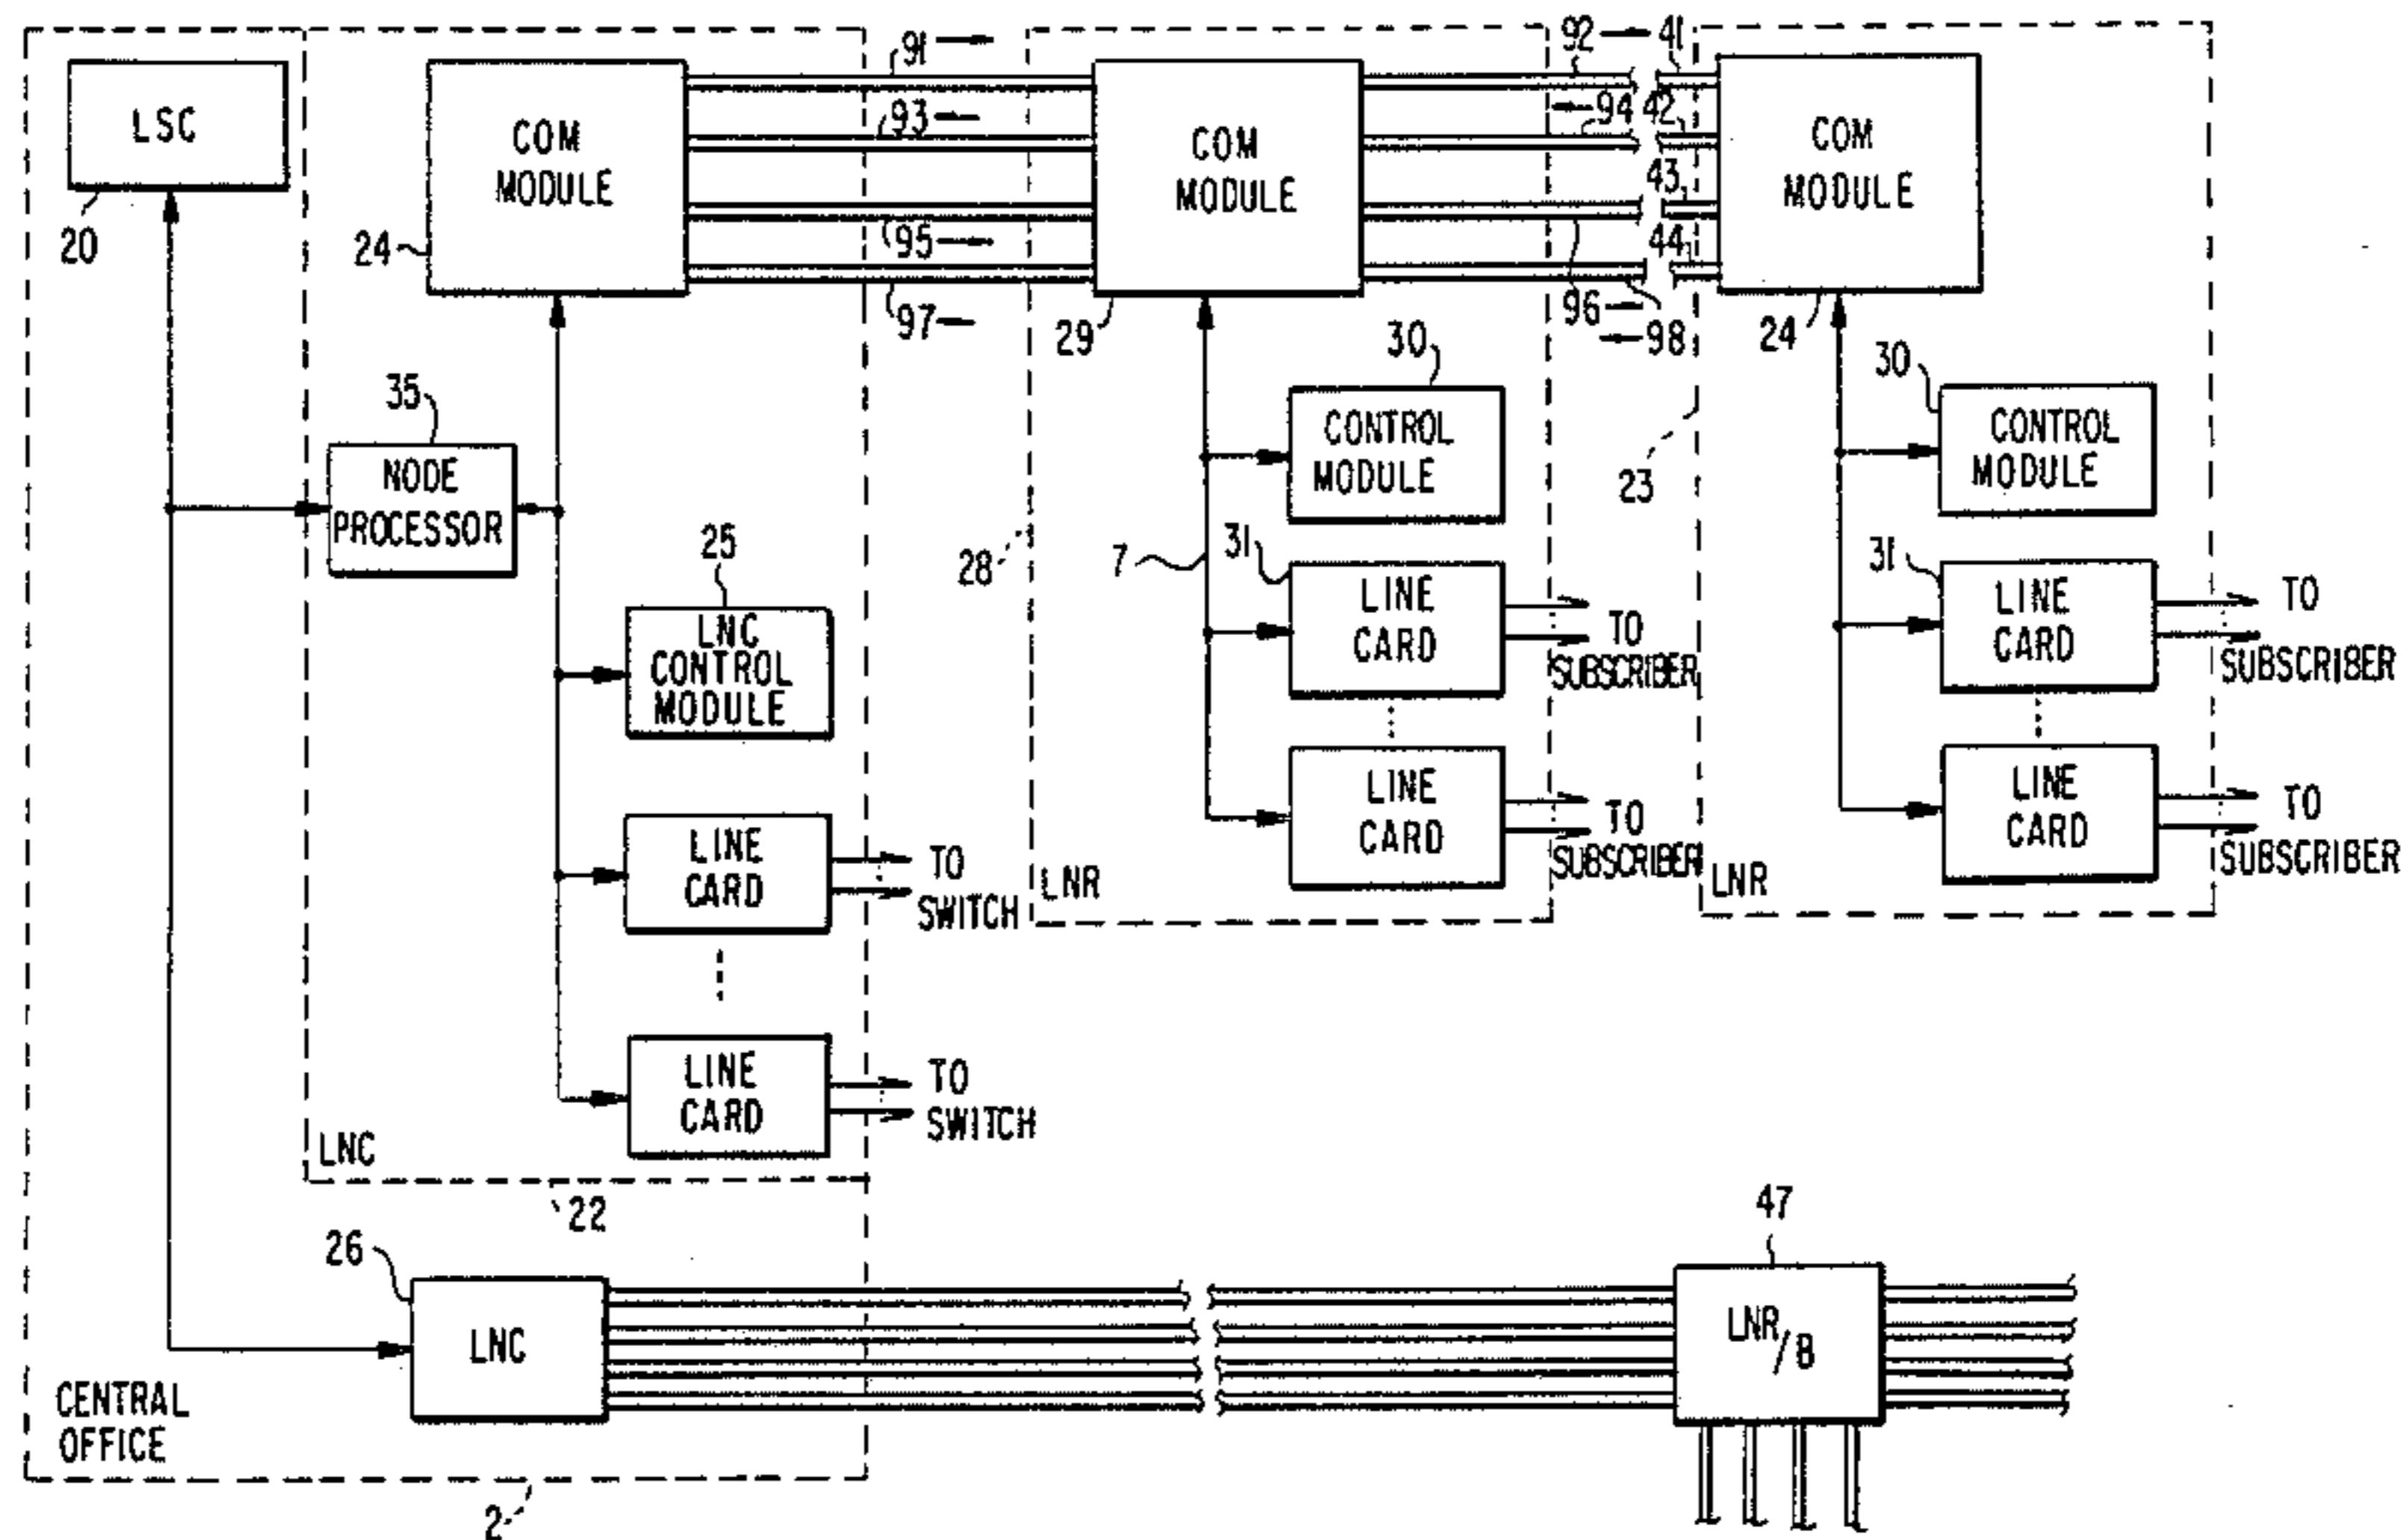 91
92
41
LSC
COM
MODULE
COM
MODULE
COM
MODULE
93
94
42
43
20
24
95
44
97
29
96
98
24
30
30
35
NODE
PROCESSOR
CONTROL
MODULE
CONTROL
MODULE
23
25
28
7
31
31
LNC
CONTROL
MODULE
LINE
CARD
TO
SUBSCRIBER
LINE
CARD
TO
SUBSCRIBER
LINE
CARD
TO
SWITCH
LINE
CARD
TO
SUBSCRIBER
LINE
CARD
TO
SUBSCRIBER
LNR
LNR
LINE
CARD
TO
SWITCH
LNC
22
26
47
LNC
LNR
/B
CENTRAL
OFFICE
2